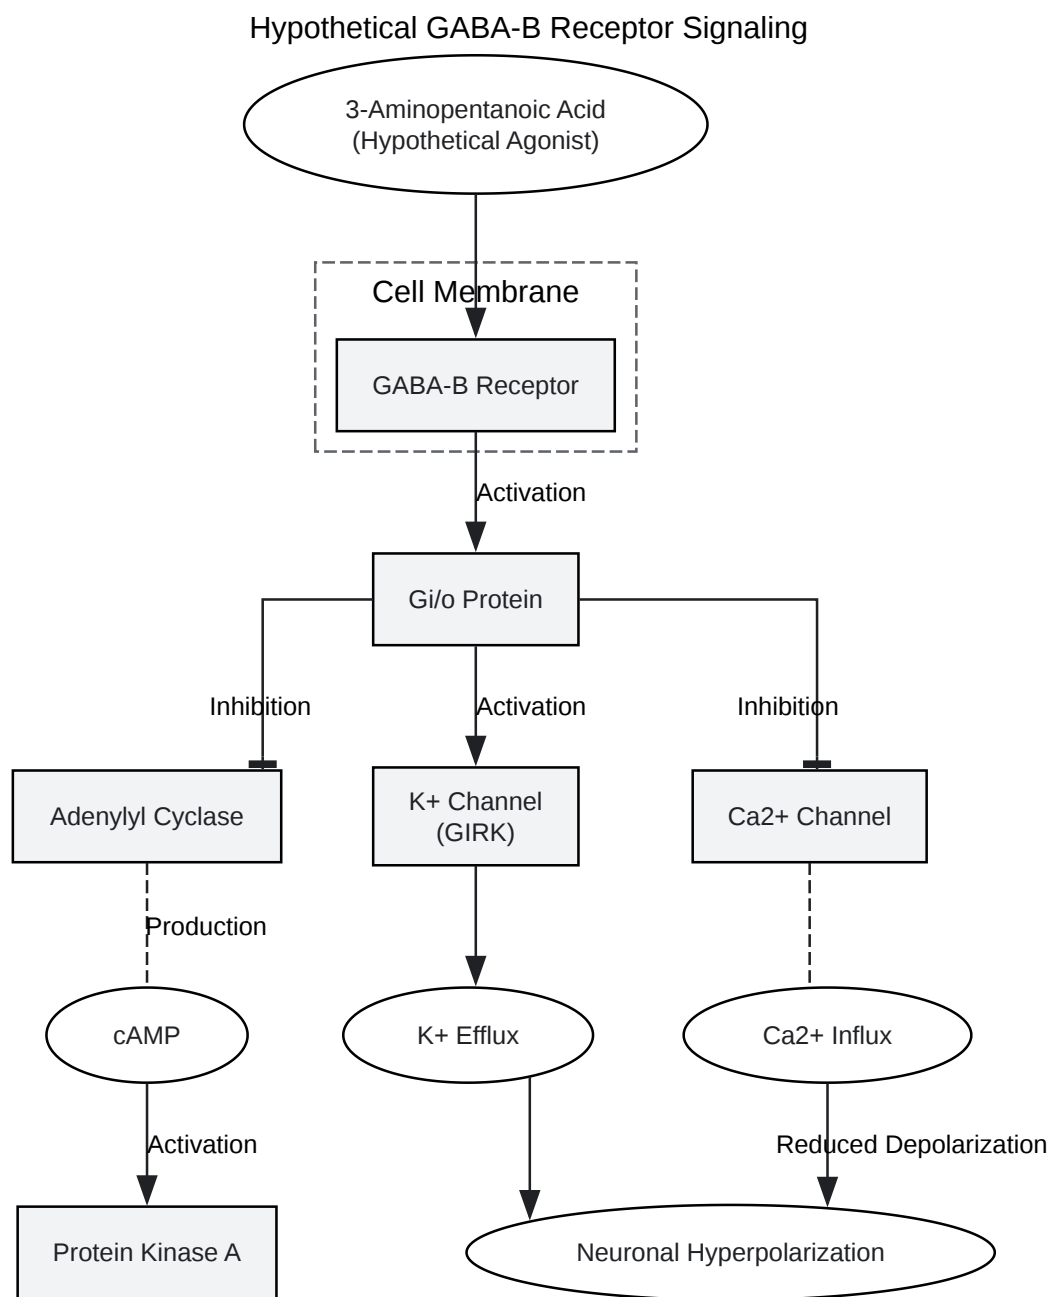 Hypothetical GABA-B Receptor Signaling
3-Aminopentanoic Acid
(Hypothetical Agonist)
Cell Membrane
GABA-B Receptor
Activation
Gi/o Protein
Inhibition
Activation
Inhibition
Adenylyl Cyclase
K+ Channel
(GIRK)
Ca2+ Channel
Production
cAMP
K+ Efflux
Ca2+ Influx
Activation
Reduced Depolarization
Protein Kinase A
Neuronal Hyperpolarization